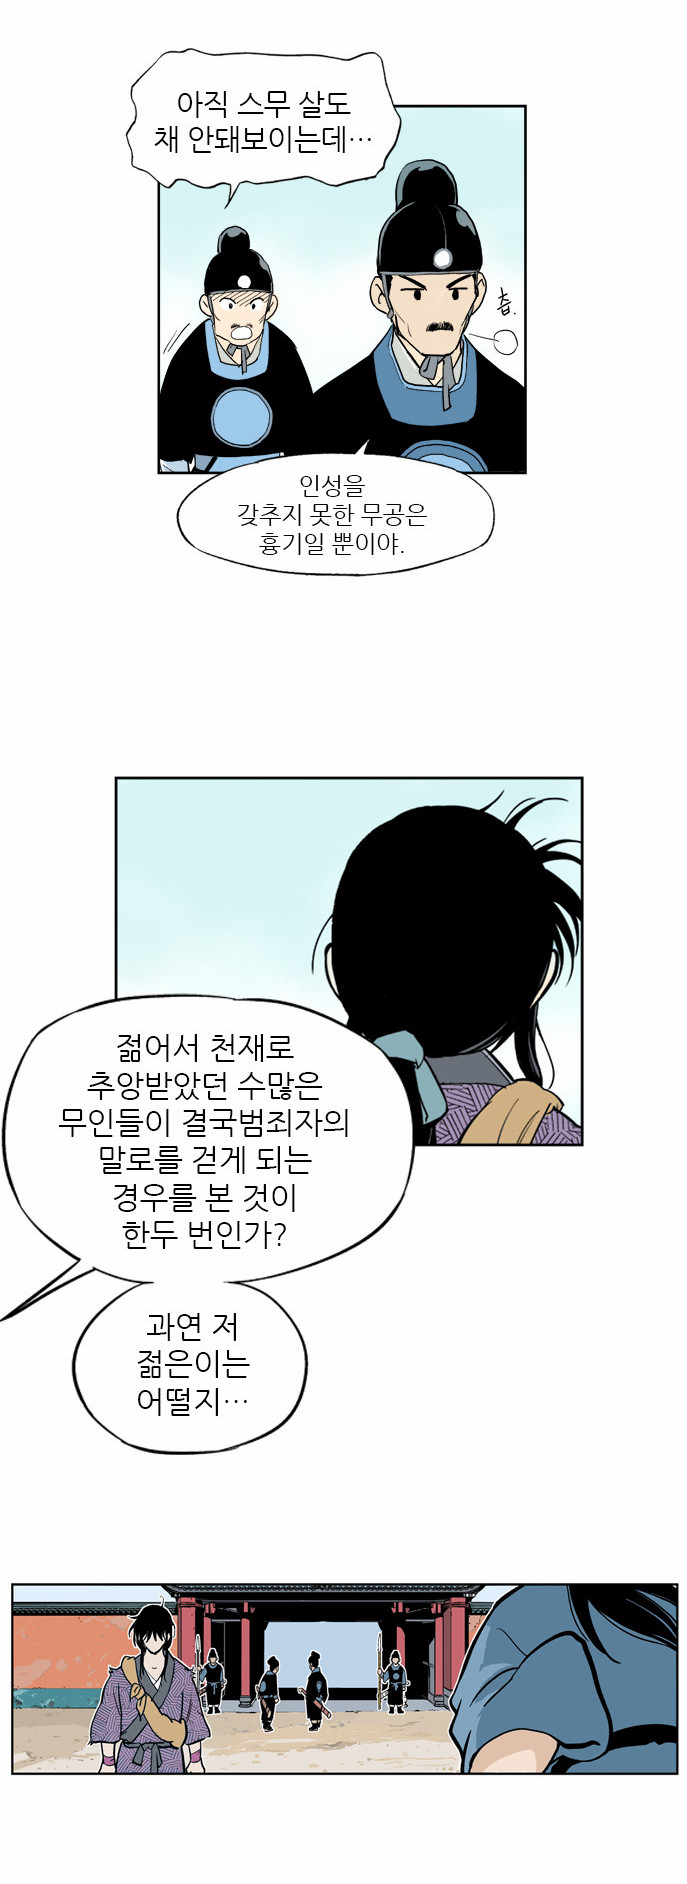 아직 스무 살도
채 안돼보이는데…
흡.
인성을
갖추지 못한 무공은
흉기일 뿐이야.
젊어서 천재로
추앙받았던 수많은
무인들이 결국범죄자의
말로를 걷게 되는
경우를 본 것이
한두 번인가?
과연 저
젊은이는
어떨지…